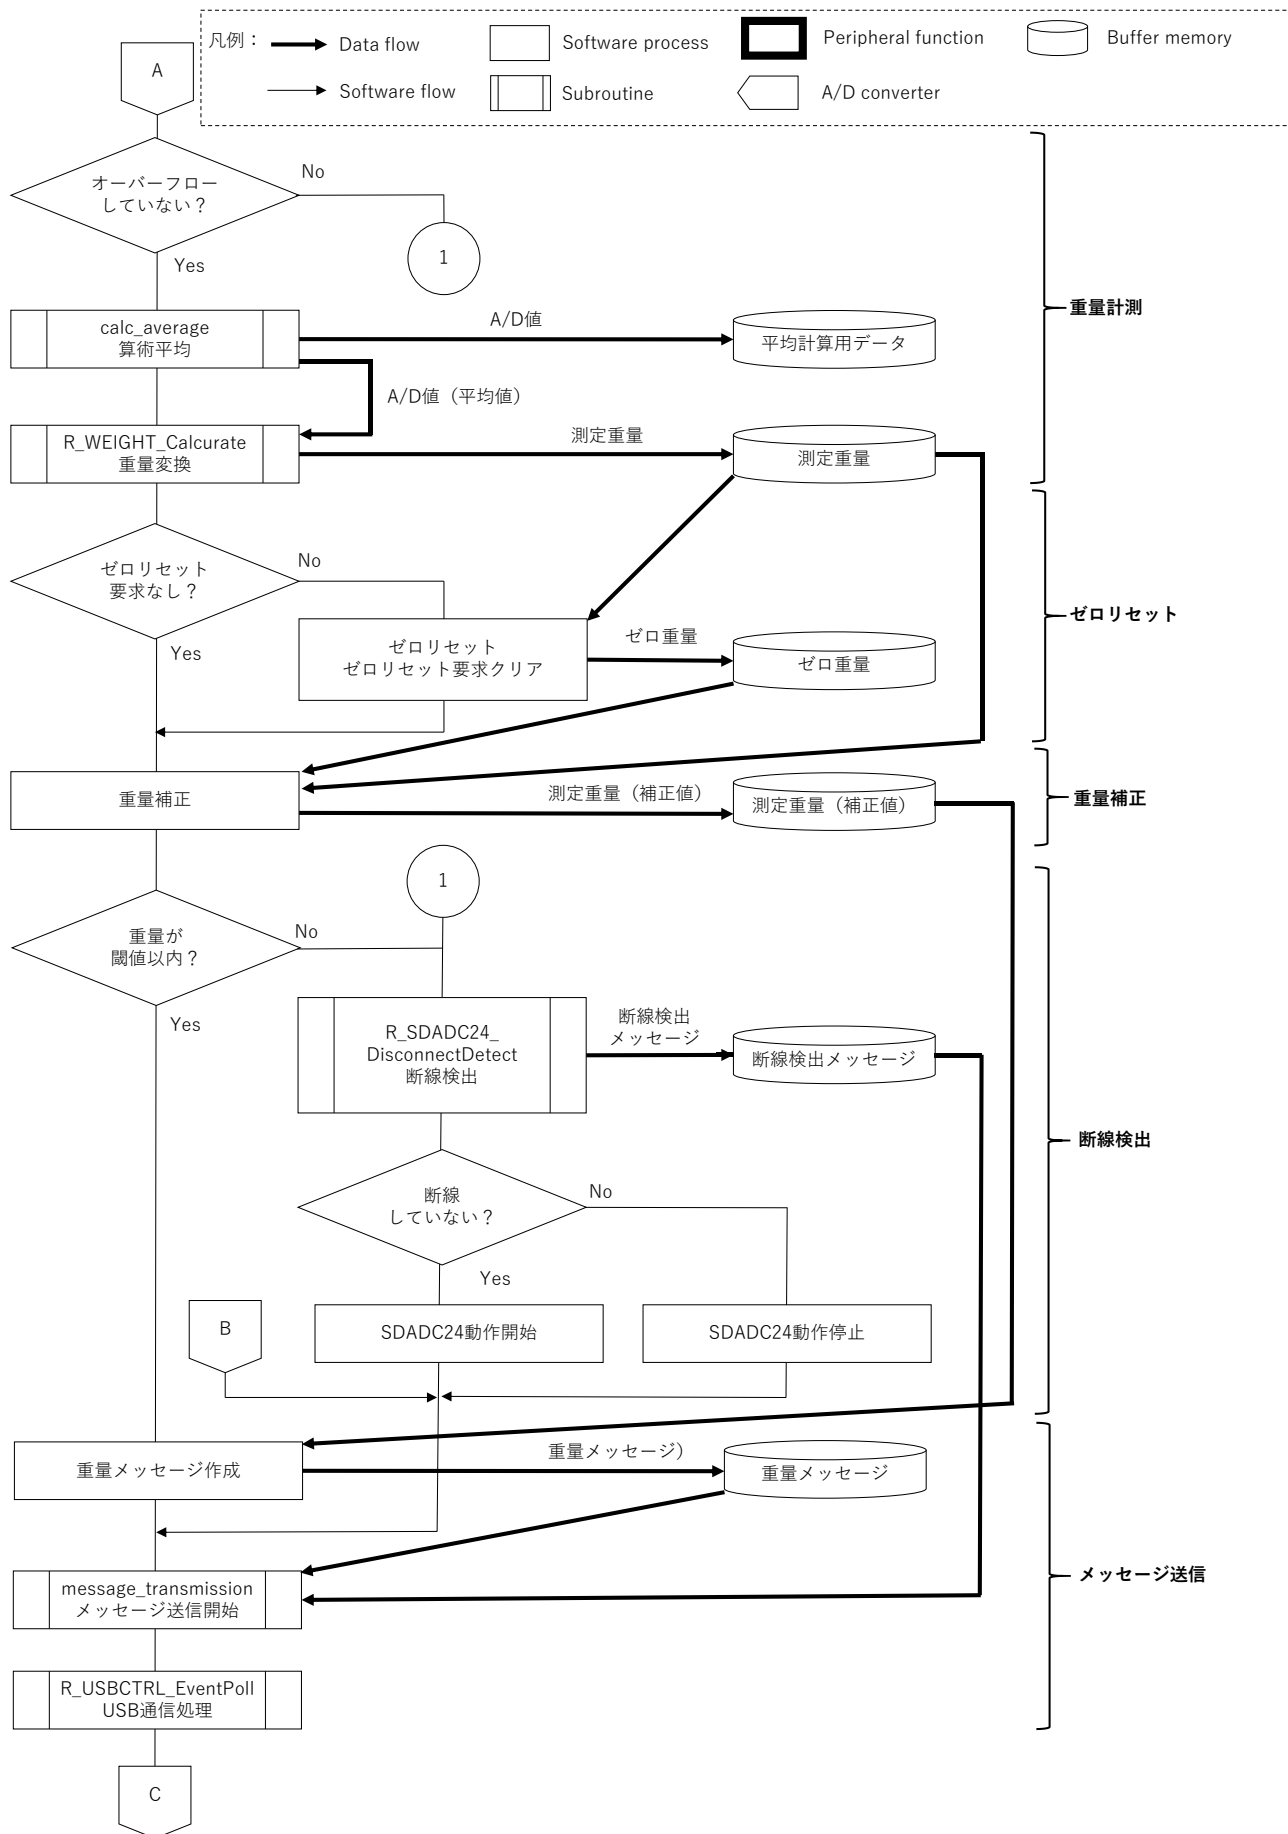 凡例：
Data flow
Software process
Peripheral function
Buffer memory
Software flow
Subroutine
A/D converter
A
オーバーフロー
していない？
No
1
Yes
calc_average
算術平均
A/D値
平均計算用データ
重量計測
A/D値（平均値）
R_WEIGHT_Calcurate
重量変換
測定重量
測定重量
ゼロリセット
要求なし？
No
Yes
ゼロリセット
ゼロリセット要求クリア
ゼロ重量
ゼロ重量
ゼロリセット
重量補正
測定重量（補正値）
測定重量（補正値）
重量補正
1
重量が
閾値以内？
No
Yes
R_SDADC24_
DisconnectDetect
断線検出
断線検出
メッセージ
断線検出メッセージ
断線検出
断線
していない？
No
Yes
B
SDADC24動作開始
SDADC24動作停止
重量メッセージ作成
重量メッセージ）
重量メッセージ
message_transmission
メッセージ送信開始
メッセージ送信
R_USBCTRL_EventPoll
USB通信処理
C